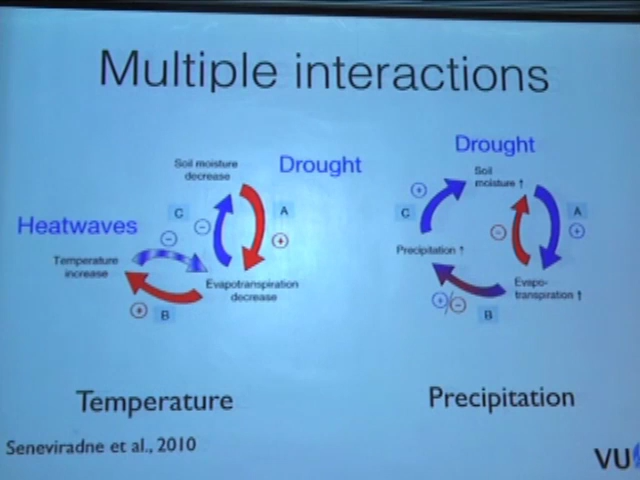 Multiple interactions
Soil moisture
decrease
Drought
Heatwaves
C
−
−
A
+
Temperature
increase
Evapotranspiration
decrease
+
B
Temperature
Drought
Soil
moisture ↑
+
C
−
A
+
Precipitation ↑
Evapo-
transpiration ↑
+/−
B
Precipitation
Seneviradne et al., 2010
VU